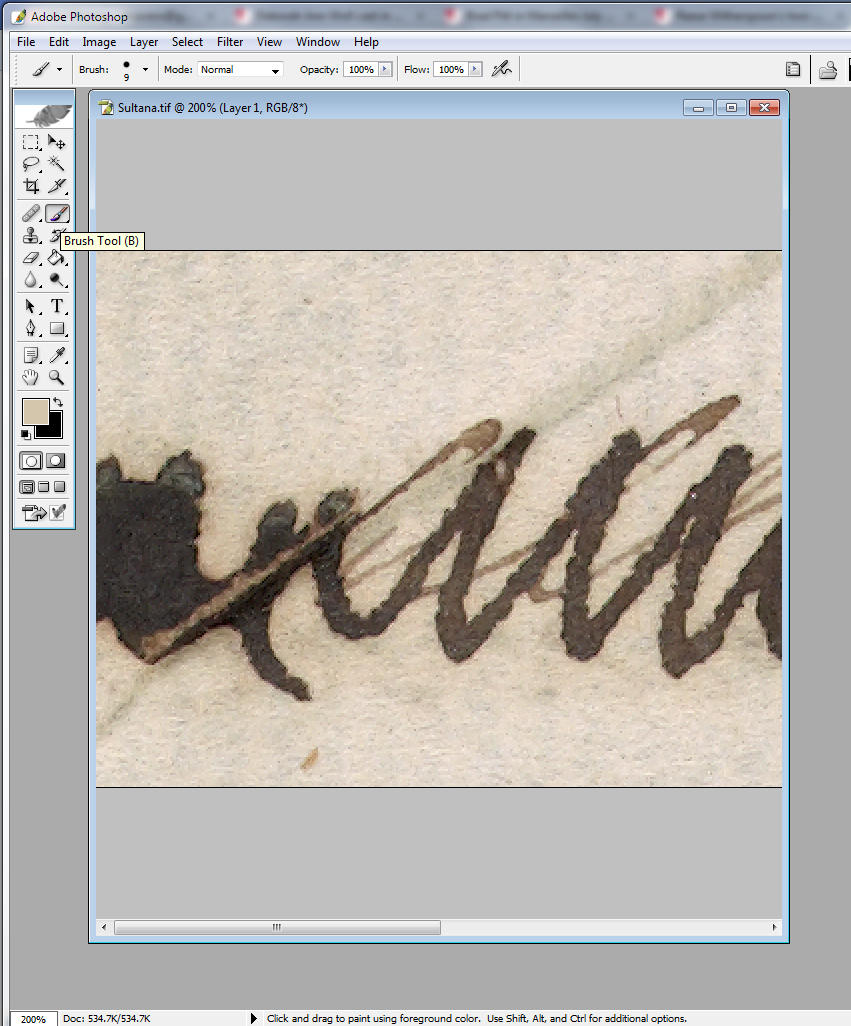 Adobe Photoshop
File Edit Image Layer Select Filter View Window Help
Brush: 9 Mode: Normal Opacity: 100% Flow: 100%
Sultana.tif @ 200% (Layer 1, RGB/8*)
Brush Tool (B)
T
200% Doc: 534.7K/534.7K Click and drag to paint using foreground color. Use Shift, Alt, and Ctrl for additional options.